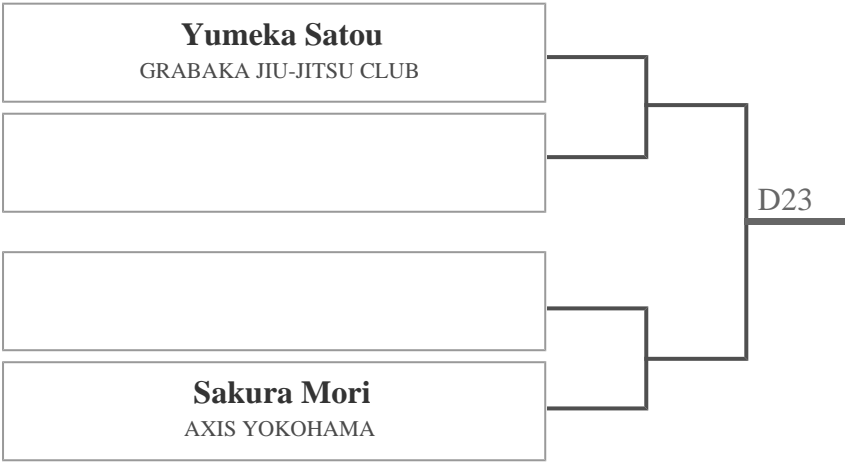 Yumeka Satou
GRABAKA JIU-JITSU CLUB
D23
Sakura Mori
AXIS YOKOHAMA